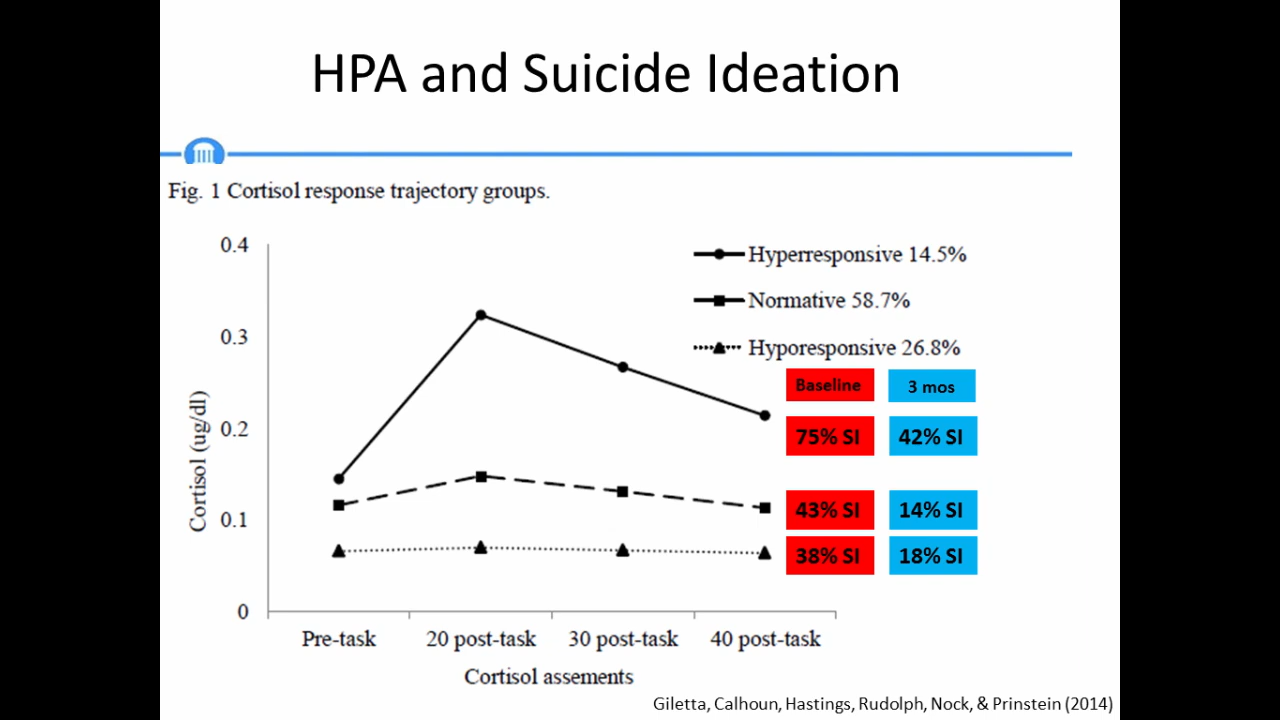 HPA and Suicide Ideation
Fig. 1 Cortisol response trajectory groups.
0.4
0.3
0.2
0.1
0
Cortisol (ug/dl)
Hyperresponsive 14.5%
Normative 58.7%
Hyporesponsive 26.8%
Baseline 3 mos
75% SI 42% SI
43% SI 14% SI
38% SI 18% SI
Pre-task 20 post-task 30 post-task 40 post-task
Cortisol assements
Giletta, Calhoun, Hastings, Rudolph, Nock, & Prinstein (2014)